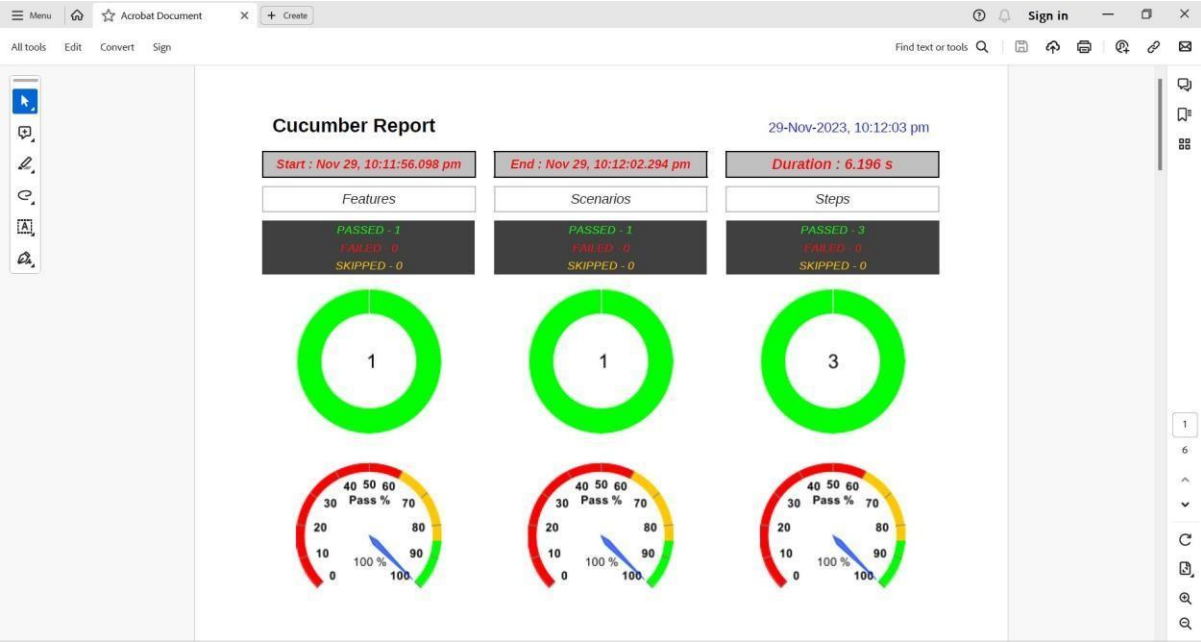 Menu
Acrobat Document
+ Create
Sign in
All tools Edit Convert Sign
Find text or tools
Cucumber Report
29-Nov-2023, 10:12:03 pm
Start : Nov 29, 10:11:56.098 pm
End : Nov 29, 10:12:02.294 pm
Duration : 6.196 s
Features
Scenarios
Steps
PASSED - 1
FAILED - 0
SKIPPED - 0
PASSED - 1
FAILED - 0
SKIPPED - 0
PASSED - 3
FAILED - 0
SKIPPED - 0
1
1
3
40 50 60
30 Pass % 70
20 80
10 100 % 90
0 100
40 50 60
30 Pass % 70
20 80
10 100 % 90
0 100
40 50 60
30 Pass % 70
20 80
10 100 % 90
0 100
1
6